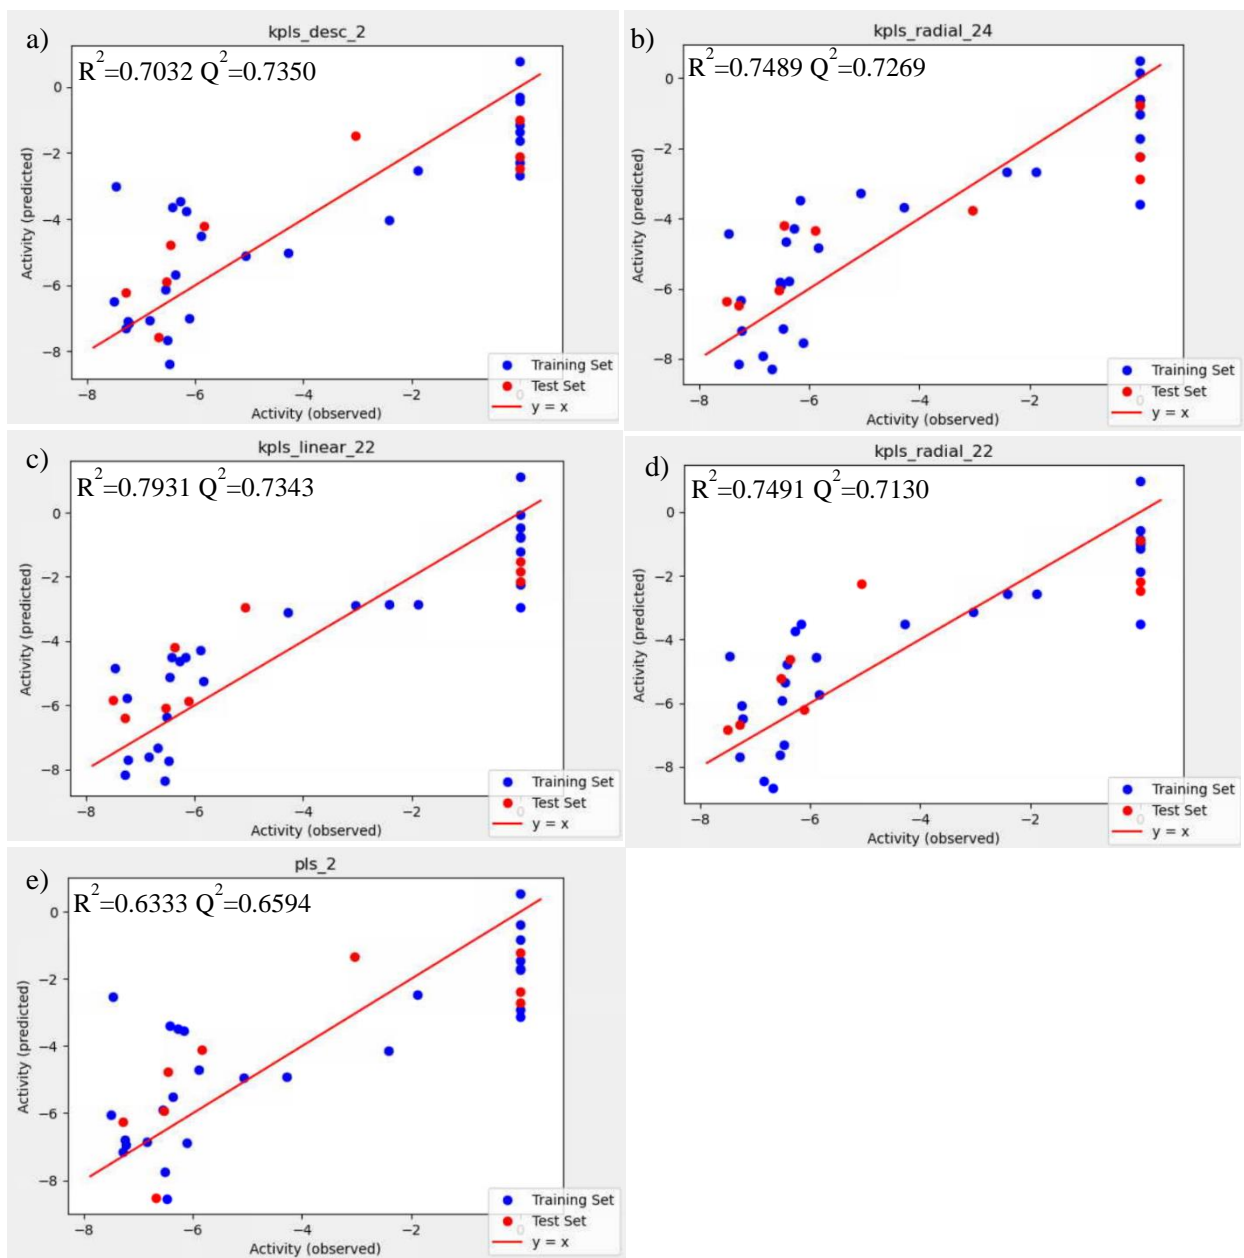 a)
kpls_desc_2
R²=0.7032 Q²=0.7350
Activity (predicted)
0
−2
−4
−6
−8
−8
−6
−4
−2
0
Activity (observed)
Training Set
Test Set
y = x
b)
kpls_radial_24
R²=0.7489 Q²=0.7269
Activity (predicted)
0
−2
−4
−6
−8
−8
−6
−4
−2
0
Activity (observed)
Training Set
Test Set
y = x
c)
kpls_linear_22
R²=0.7931 Q²=0.7343
Activity (predicted)
0
−2
−4
−6
−8
−8
−6
−4
−2
0
Activity (observed)
Training Set
Test Set
y = x
d)
kpls_radial_22
R²=0.7491 Q²=0.7130
Activity (predicted)
0
−2
−4
−6
−8
−8
−6
−4
−2
0
Activity (observed)
Training Set
Test Set
y = x
e)
pls_2
R²=0.6333 Q²=0.6594
Activity (predicted)
0
−2
−4
−6
−8
−8
−6
−4
−2
0
Activity (observed)
Training Set
Test Set
y = x